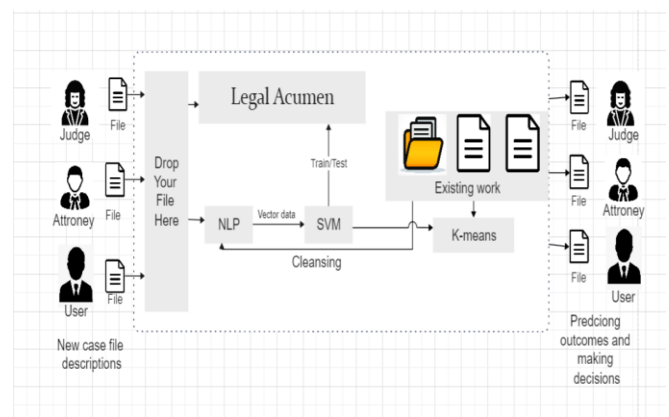 Judge
File
Attroney
File
User
File
New case file
descriptions
Drop
Your
File
Here
Legal Acumen
Train/Test
NLP
Vector data
SVM
Cleansing
Existing work
K-means
File
Judge
File
Attroney
File
User
Predciong
outcomes and
making
decisions